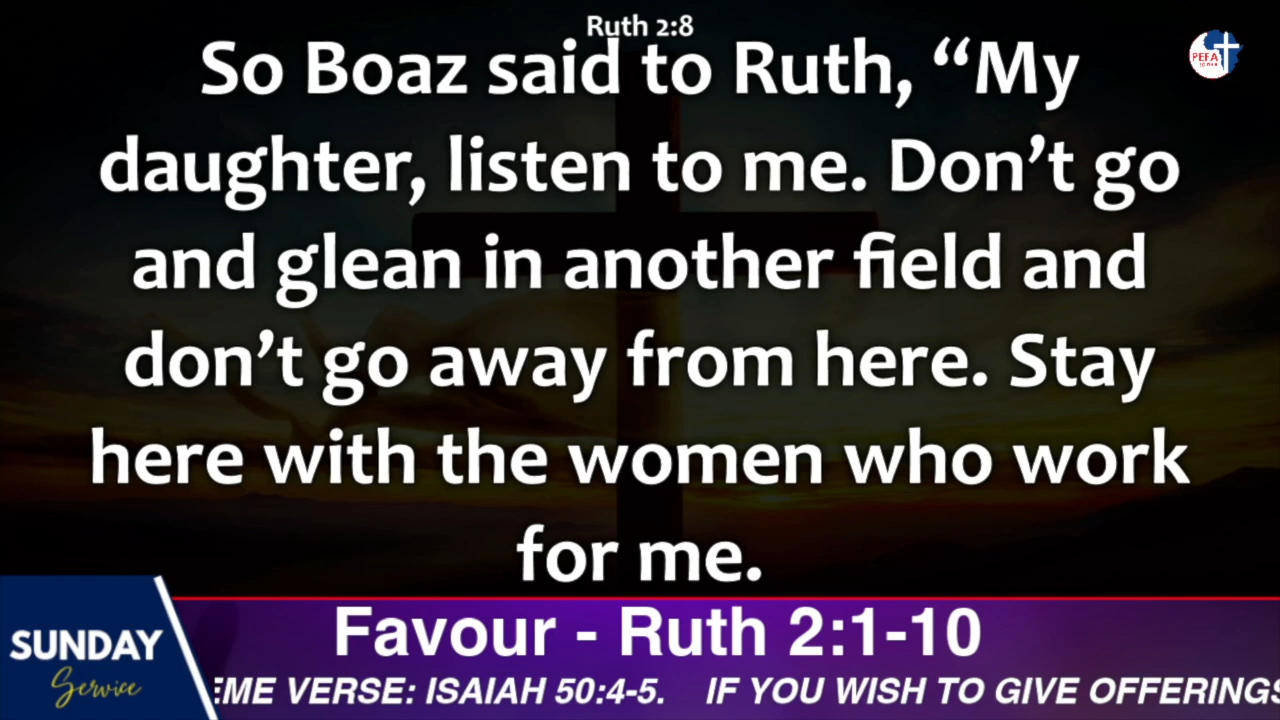 Ruth 2:8
So Boaz said to Ruth, “My
daughter, listen to me. Don’t go
and glean in another field and
don’t go away from here. Stay
here with the women who work
for me.
PEFA
SUNDAY
Service
Favour - Ruth 2:1-10
VERSE: ISAIAH 50:4-5. IF YOU WISH TO GIVE OFFERINGS